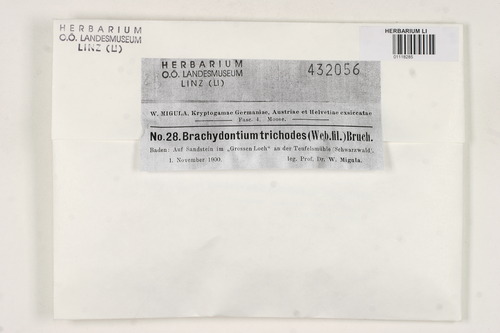 HERBARIUM
O.Ö. LANDESMUSEUM
LINZ (LI)
HERBARIUM LI
HERBARIUM
O.Ö. LANDESMUSEUM
LINZ (LI)
432056
W. MIGULA, Kryptogamae Germaniae, Austriae et Helvetiae exsiccatae
Fasc. 1. Moose.
No. 28. Brachydontium trichodes (Web. fil.) Bruch.
Baden: Auf Sandstein im „Grossen Loch“ an der Teufelsmühle (Schwarzwald).
1. November 1900. leg. Prof. Dr. W. Migula.